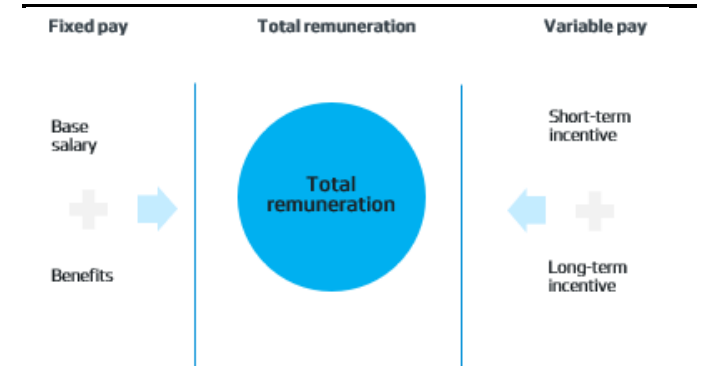 Fixed pay
Total remuneration
Variable pay
Base
salary
Benefits
Total
remuneration
Short-term
incentive
Long-term
incentive